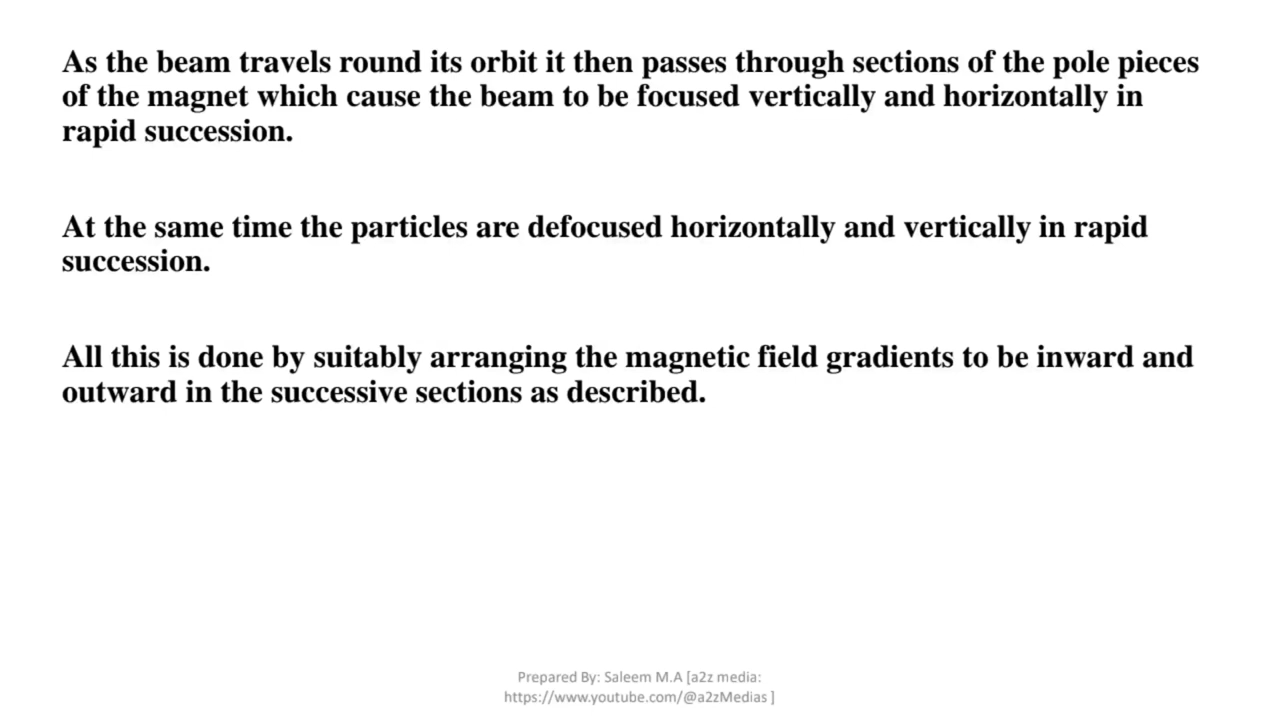 As the beam travels round its orbit it then passes through sections of the pole pieces
of the magnet which cause the beam to be focused vertically and horizontally in
rapid succession.
At the same time the particles are defocused horizontally and vertically in rapid
succession.
All this is done by suitably arranging the magnetic field gradients to be inward and
outward in the successive sections as described.
Prepared By: Saleem M.A [a2z media:
https://www.youtube.com/@a2zMedias ]